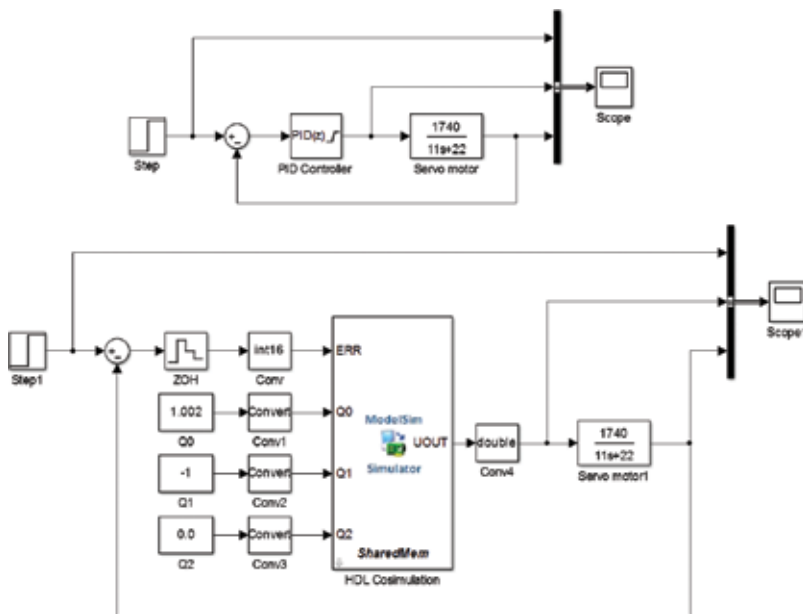 Step
PID(z)
PID Controller
1740
11s+22
Servo motor
Scope
Step1
ZOH
int16
Conv
1.002
Q0
Convert
Conv1
-1
Q1
Convert
Conv2
0.0
Q2
Convert
Conv3
ERR
Q0
Q1
Q2
ModelSim
Simulator
UOUT
SharedMem
HDL Cosimulation
double
Conv4
1740
11s+22
Servo motor1
Scope1